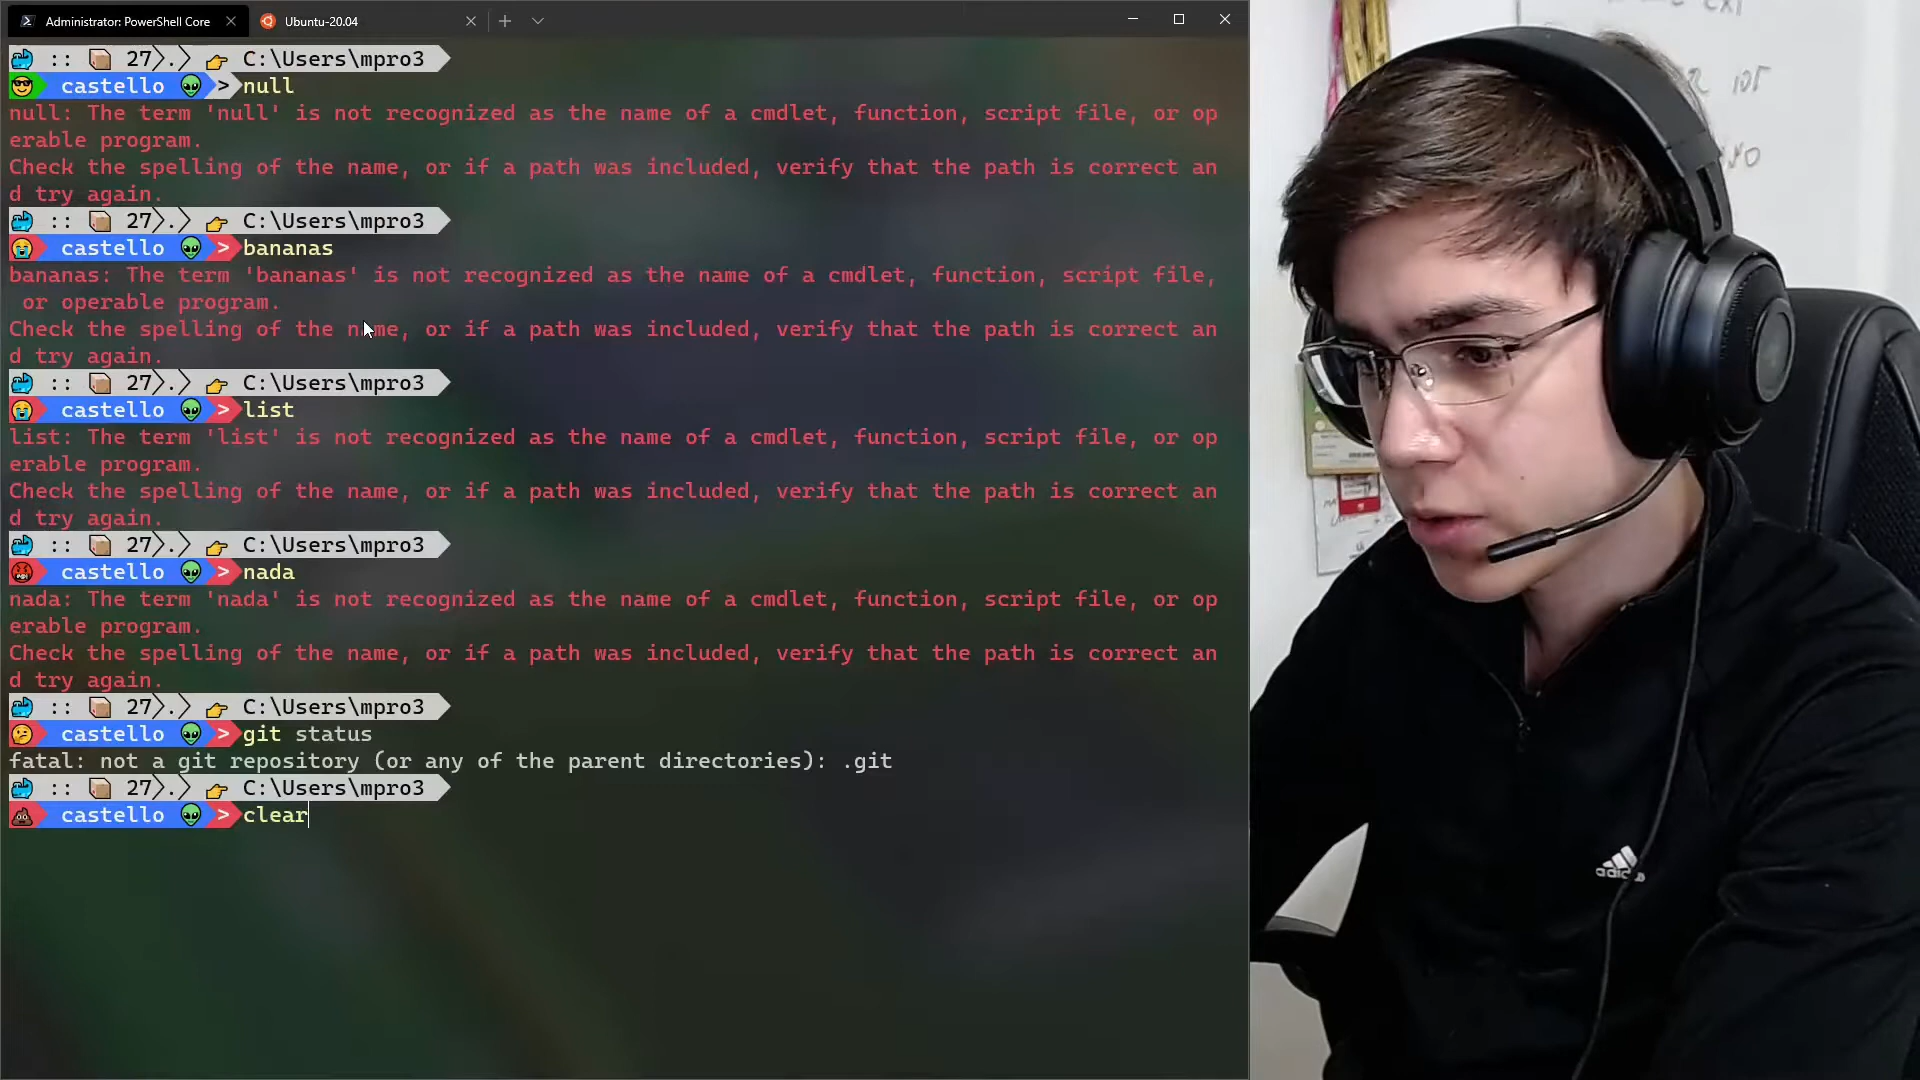 Administrator: PowerShell Core
Ubuntu-20.04
:: 27 . C:\Users\mpro3
castello > null
null: The term 'null' is not recognized as the name of a cmdlet, function, script file, or op
erable program.
Check the spelling of the name, or if a path was included, verify that the path is correct an
d try again.
:: 27 . C:\Users\mpro3
castello > bananas
bananas: The term 'bananas' is not recognized as the name of a cmdlet, function, script file,
or operable program.
Check the spelling of the name, or if a path was included, verify that the path is correct an
d try again.
:: 27 . C:\Users\mpro3
castello > list
list: The term 'list' is not recognized as the name of a cmdlet, function, script file, or op
erable program.
Check the spelling of the name, or if a path was included, verify that the path is correct an
d try again.
:: 27 . C:\Users\mpro3
castello > nada
nada: The term 'nada' is not recognized as the name of a cmdlet, function, script file, or op
erable program.
Check the spelling of the name, or if a path was included, verify that the path is correct an
d try again.
:: 27 . C:\Users\mpro3
castello > git status
fatal: not a git repository (or any of the parent directories): .git
:: 27 . C:\Users\mpro3
castello > clear
adidas